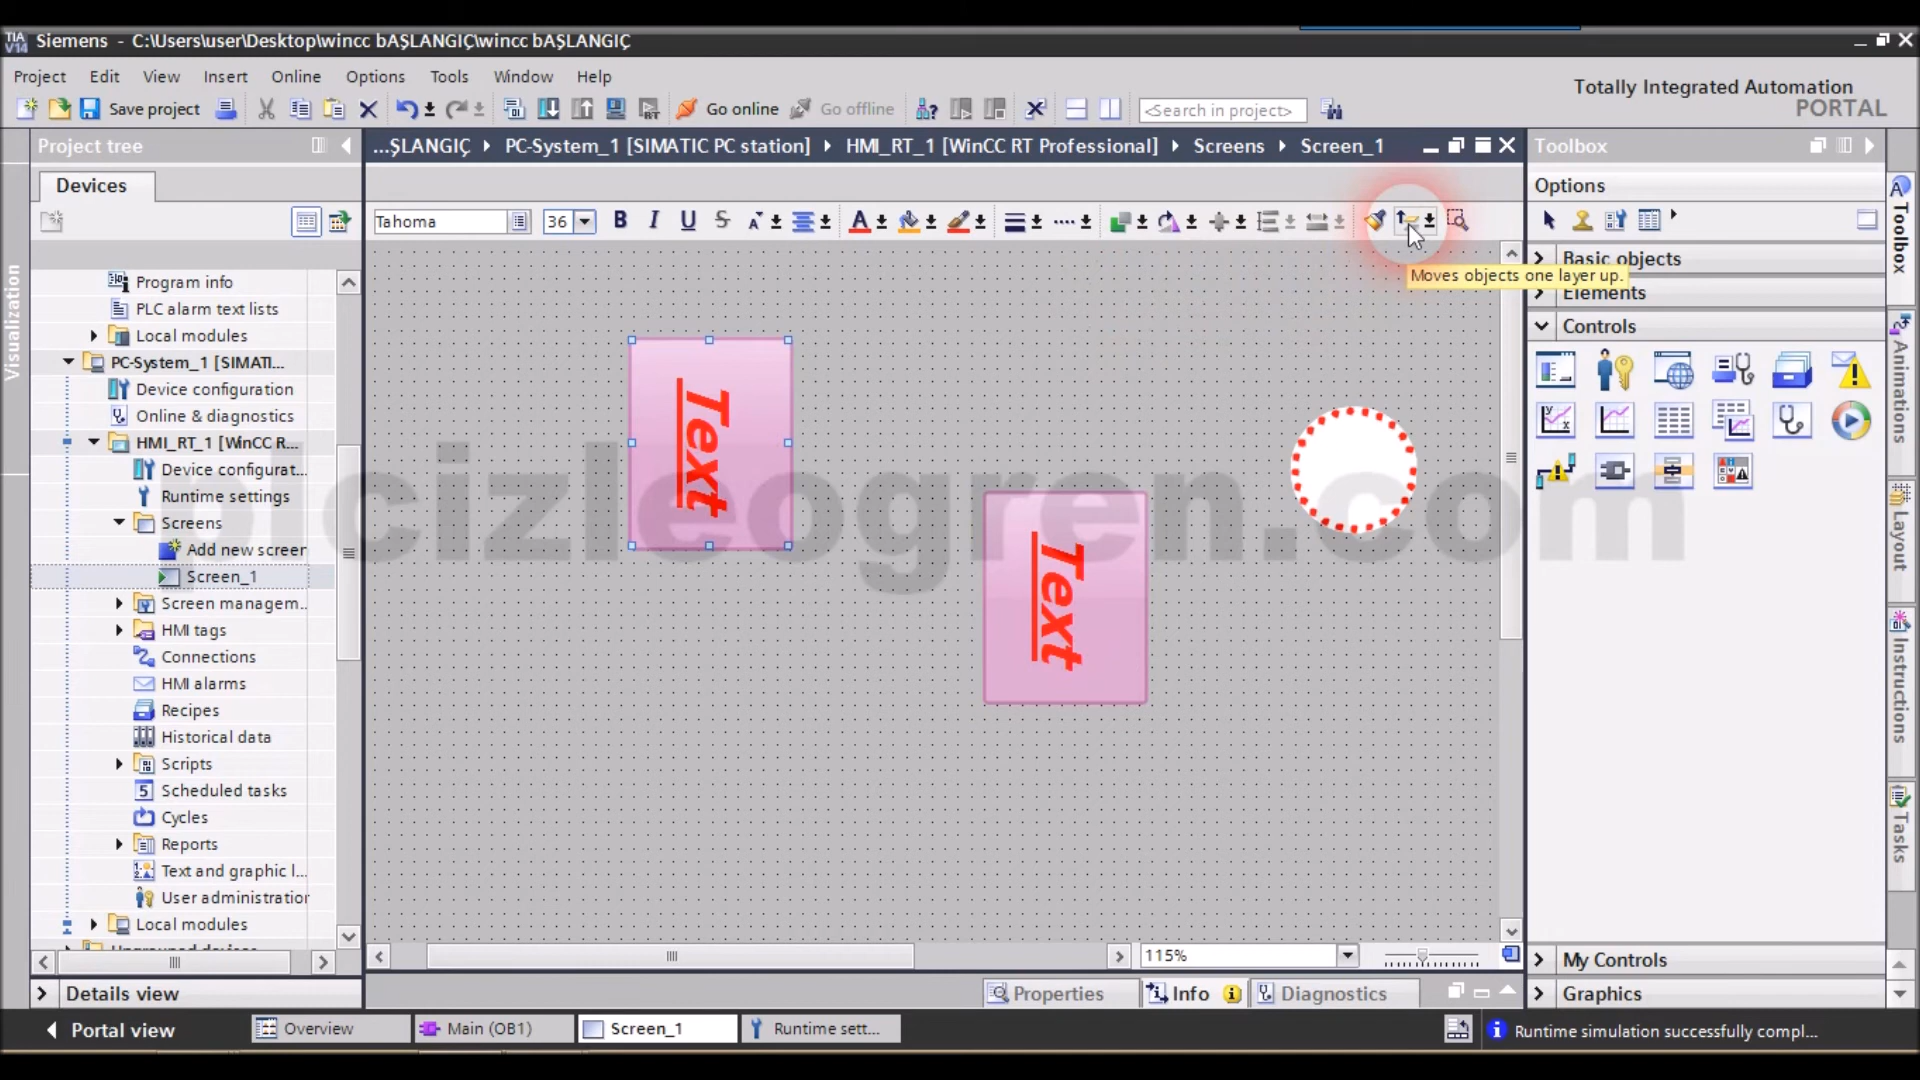 TIA V14 Siemens - C:\Users\user\Desktop\wincc bAŞLANGIÇ\wincc bAŞLANGIÇ
Project Edit View Insert Online Options Tools Window Help
Totally Integrated Automation
PORTAL
Save project Go online Go offline <Search in project>
Project tree
...ŞLANGIÇ PC-System_1 [SIMATIC PC station] HMI_RT_1 [WinCC RT Professional] Screens Screen_1
Toolbox
Devices
Options
Tahoma 36 B I U S A A
Basic objects
Moves objects one layer up.
Elements
Controls
Visualization
Program info
PLC alarm text lists
Local modules
PC-System_1 [SIMATI...
Device configuration
Online & diagnostics
HMI_RT_1 [WinCC R...
Device configurat...
Runtime settings
Screens
Add new screen
Screen_1
Screen managem...
HMI tags
Connections
HMI alarms
Recipes
Historical data
Scripts
Scheduled tasks
Cycles
Reports
Text and graphic l...
User administration
Local modules
Details view
Text
Text
plcizleogren.com
115%
Toolbox
Animations
Layout
Instructions
Tasks
My Controls
Graphics
Properties Info Diagnostics
Portal view Overview Main (OB1) Screen_1 Runtime sett... Runtime simulation successfully compl...